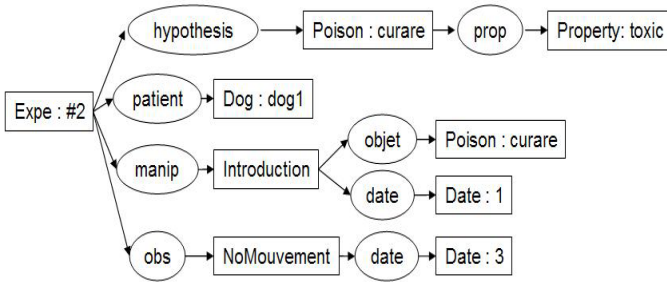 hypothesis
Poison : curare
prop
Property: toxic
Expe : #2
patient
Dog : dog1
manip
Introduction
objet
Poison : curare
date
Date : 1
obs
NoMouvement
date
Date : 3